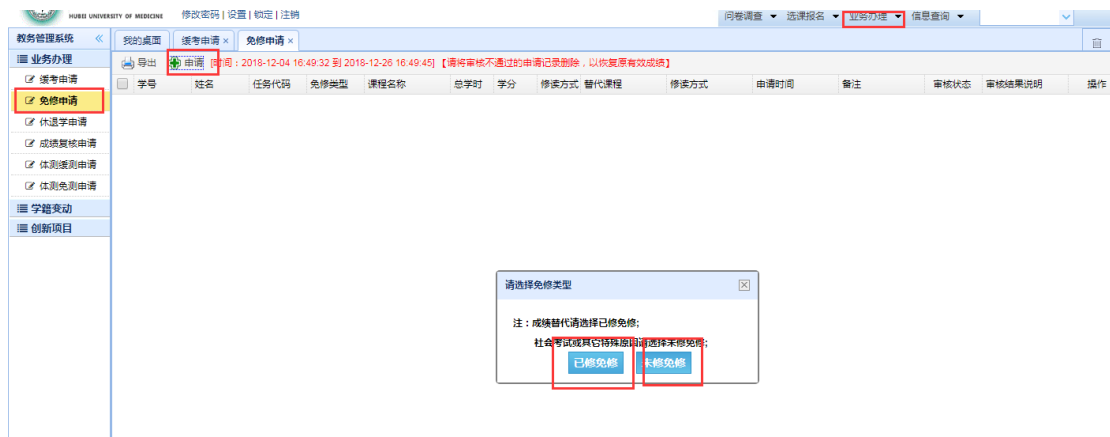 HUBEI UNIVERSITY OF MEDICINE 修改密码 | 设置 | 锁定 | 注销 问卷调查 选课报名 业务办理 信息查询
教务管理系统 我的桌面 缓考申请 × 免修申请 ×
业务办理 导出 申请 [时间：2018-12-04 16:49:32 到 2018-12-26 16:49:45] 【请将审核不通过的申请记录删除，以恢复原有效成绩】
缓考申请 学号 姓名 任务代码 免修类型 课程名称 总学时 学分 修读方式 替代课程 修读方式 申请时间 备注 审核状态 审核结果说明 操作
免修申请
休退学申请
成绩复核申请
体测缓测申请
体测免测申请
学籍变动
创新项目
请选择免修类型
注：成绩替代请选择已修免修;
社会考试或其它特殊原因请选择未修免修;
已修免修 未修免修